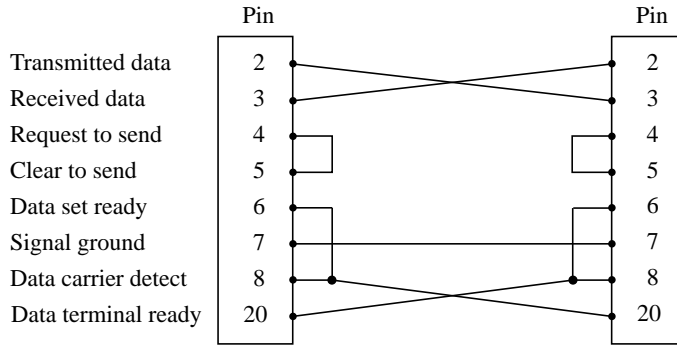 Pin Pin
Transmitted data 2 2
Received data 3 3
Request to send 4 4
Clear to send 5 5
Data set ready 6 6
Signal ground 7 7
Data carrier detect 8 8
Data terminal ready 20 20